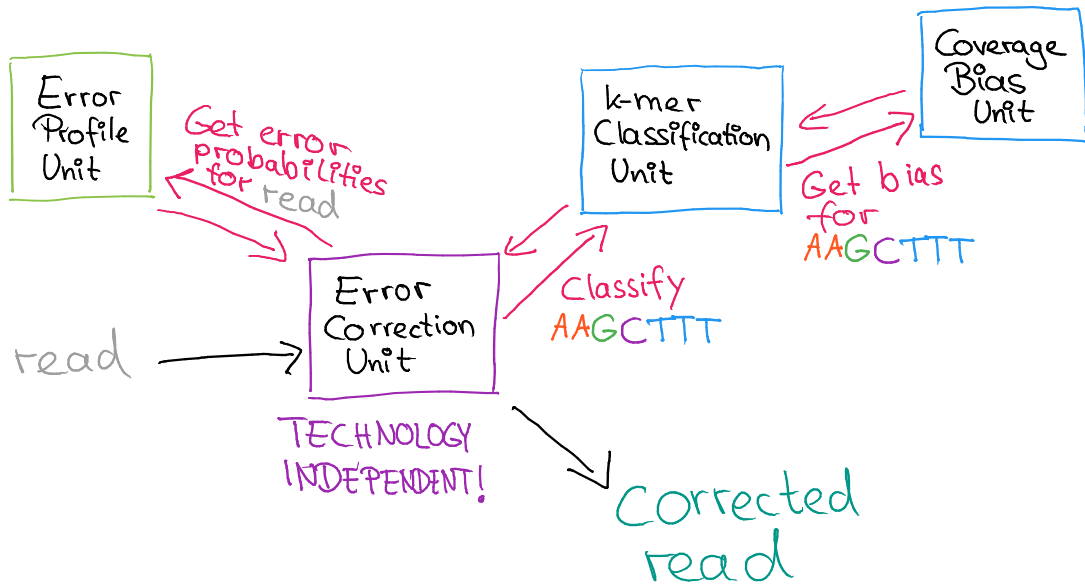 Error
Profile
Unit
Get error
probabilities
for read
k-mer
Classification
Unit
Coverage
Bias
Unit
Get bias
for
AAGCTTT
Classify
AAGCTTT
Error
Correction
Unit
read
TECHNOLOGY
INDEPENDENT!
Corrected
read